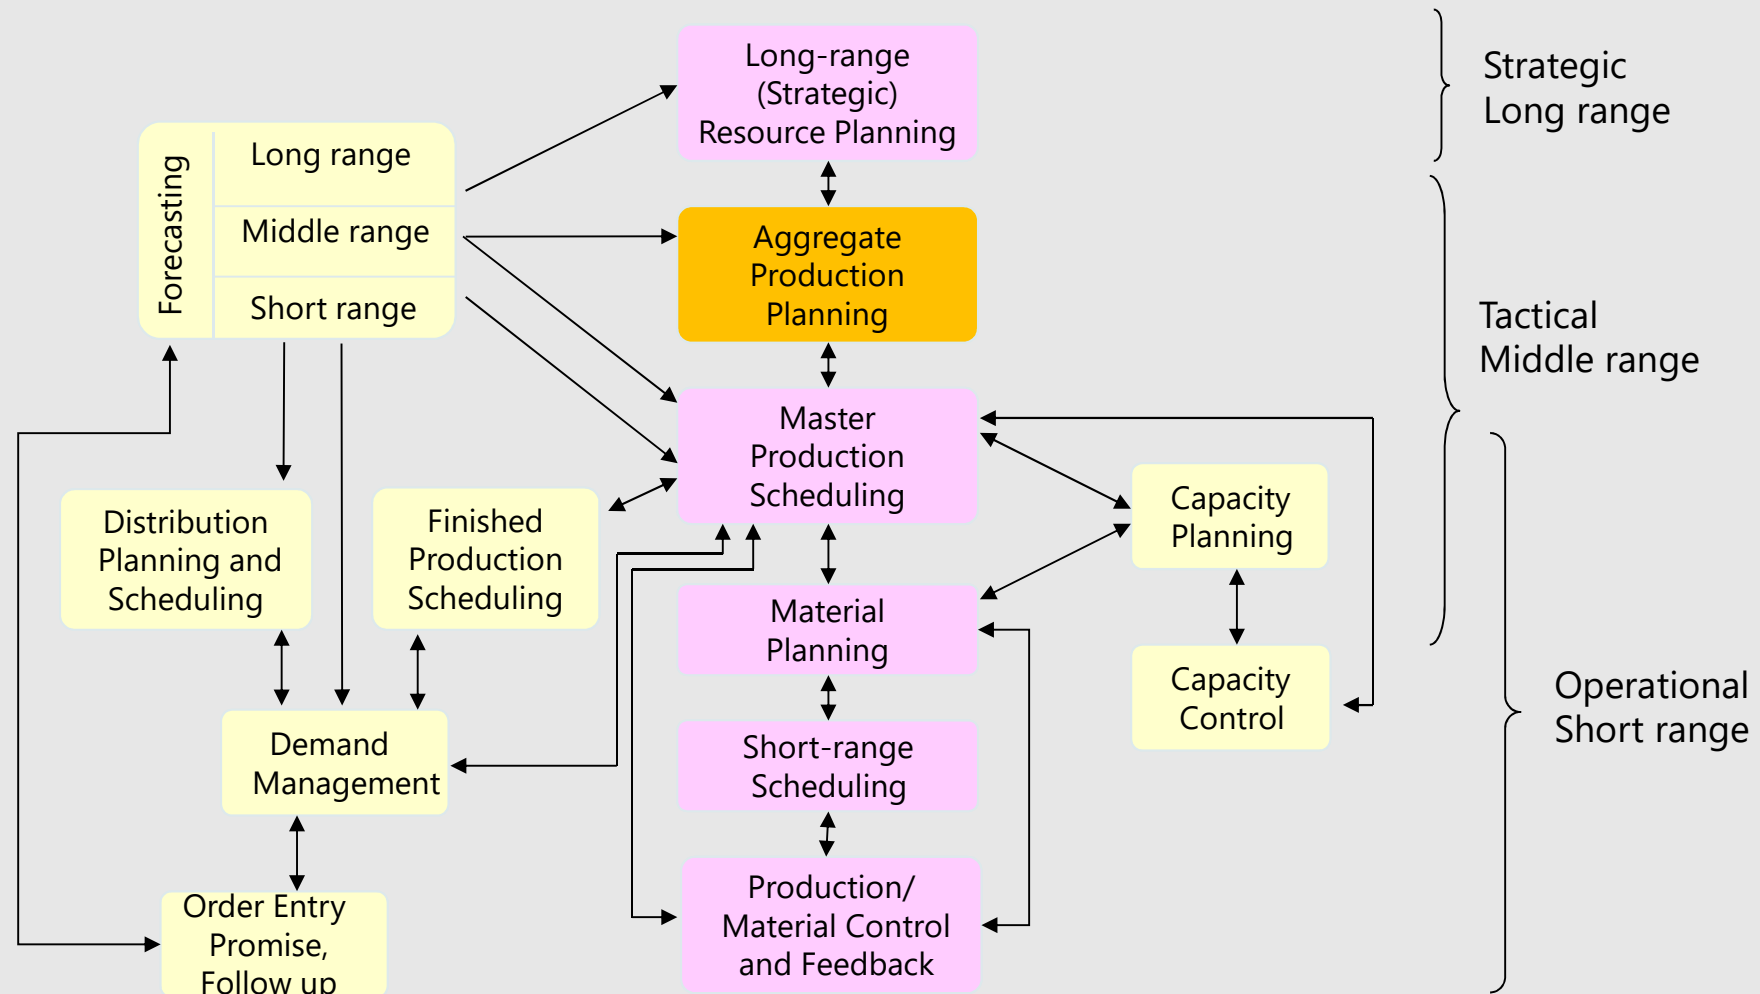 Long-range
(Strategic)
Resource Planning
Strategic
Long range
Forecasting
Long range
Middle range
Short range
Aggregate
Production
Planning
Tactical
Middle range
Master
Production
Scheduling
Capacity
Planning
Distribution
Planning and
Scheduling
Finished
Production
Scheduling
Material
Planning
Capacity
Control
Operational
Short range
Demand
Management
Short-range
Scheduling
Order Entry
Promise,
Follow up
Production/
Material Control
and Feedback